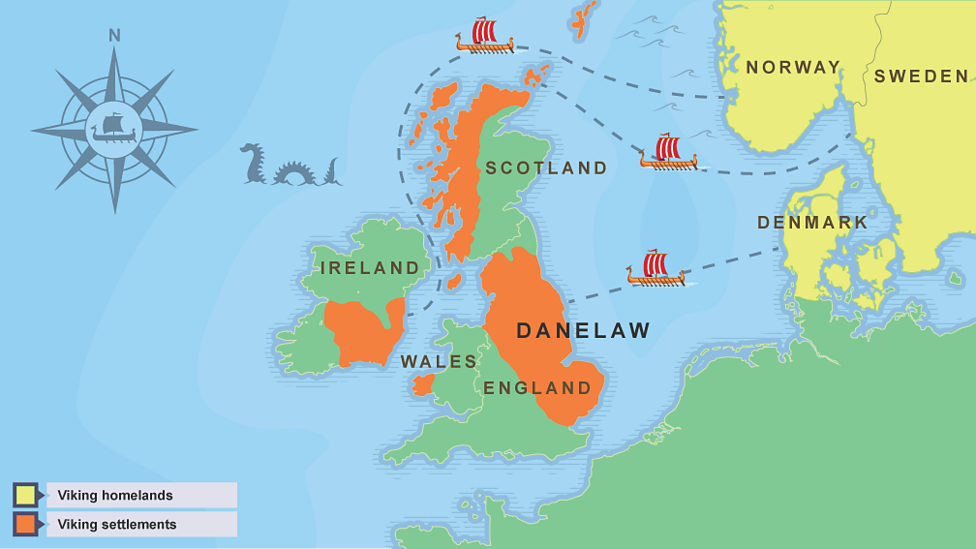 N
NORWAY
SWEDEN
SCOTLAND
DENMARK
IRELAND
DANELAW
WALES
ENGLAND
Viking homelands
Viking settlements